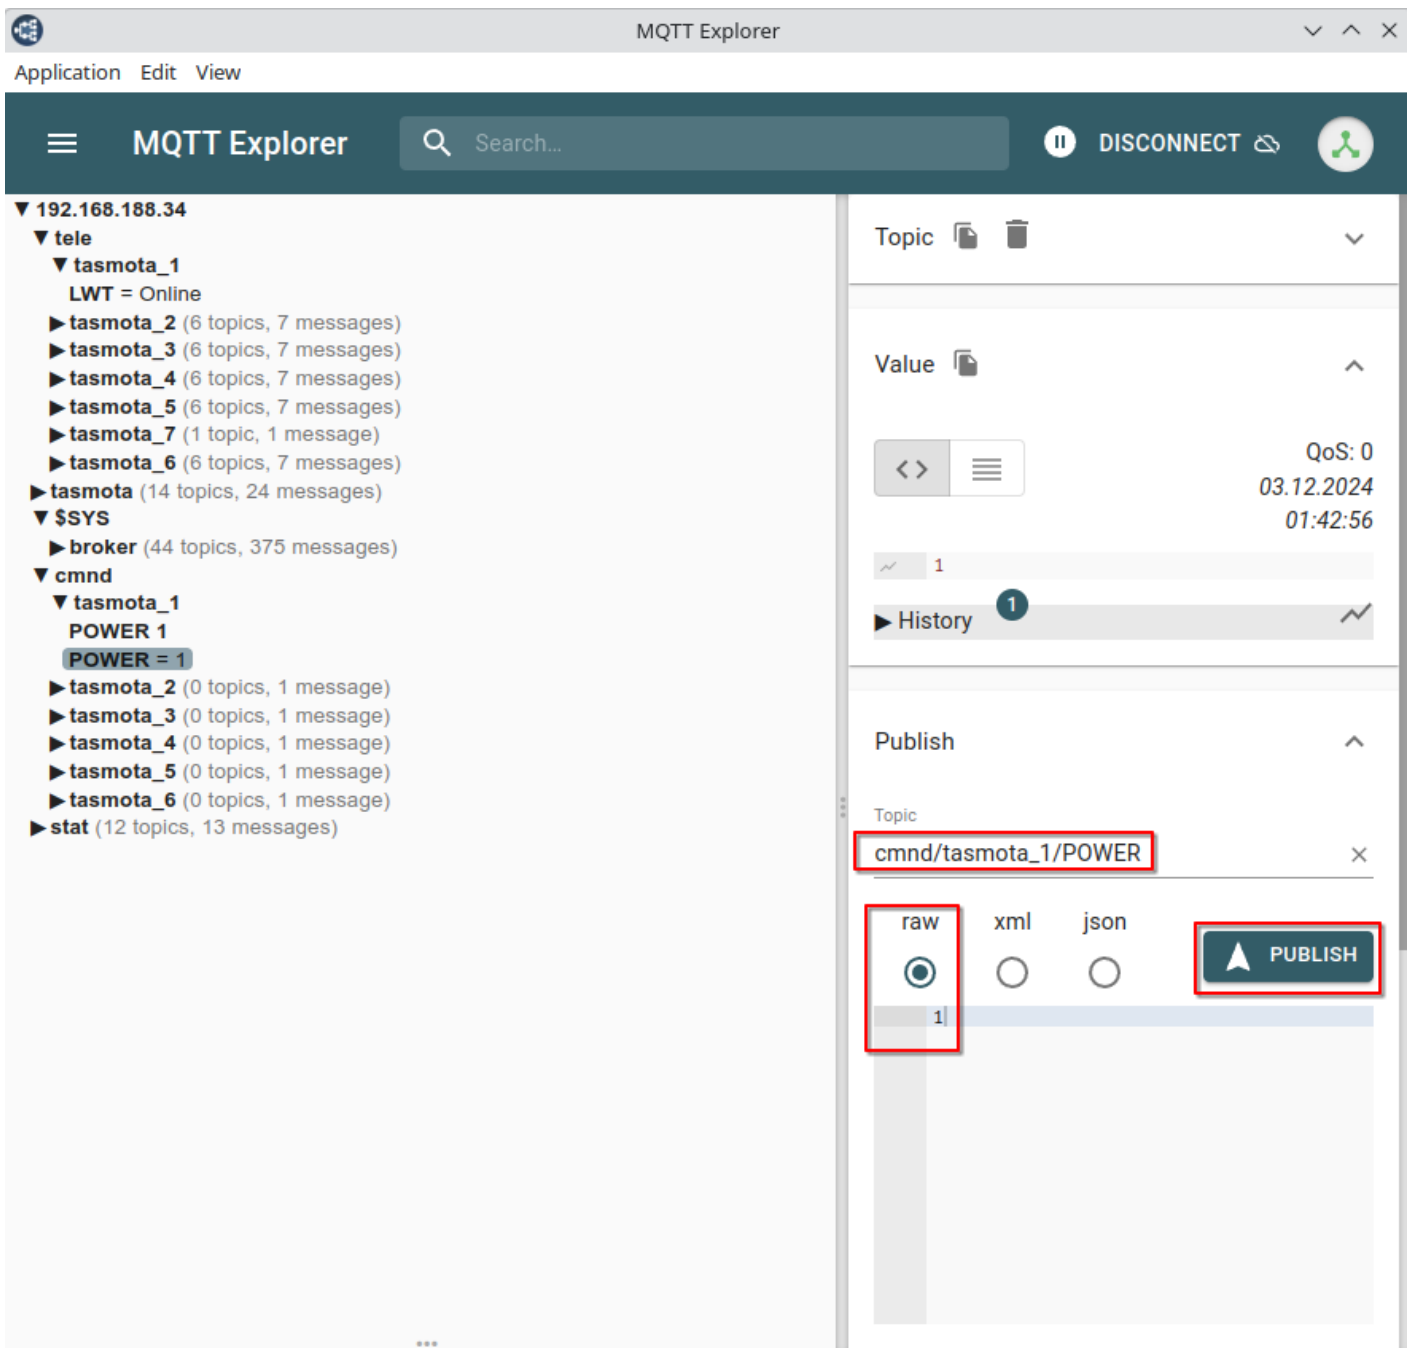 MQTT Explorer
Application Edit View
MQTT Explorer Search... DISCONNECT
192.168.188.34
tele
tasmota_1
LWT = Online
tasmota_2 (6 topics, 7 messages)
tasmota_3 (6 topics, 7 messages)
tasmota_4 (6 topics, 7 messages)
tasmota_5 (6 topics, 7 messages)
tasmota_7 (1 topic, 1 message)
tasmota_6 (6 topics, 7 messages)
tasmota (14 topics, 24 messages)
$SYS
broker (44 topics, 375 messages)
cmnd
tasmota_1
POWER 1
POWER = 1
tasmota_2 (0 topics, 1 message)
tasmota_3 (0 topics, 1 message)
tasmota_4 (0 topics, 1 message)
tasmota_5 (0 topics, 1 message)
tasmota_6 (0 topics, 1 message)
stat (12 topics, 13 messages)
Topic
Value
QoS: 0
03.12.2024
01:42:56
1
History 1
Publish
Topic
cmnd/tasmota_1/POWER
raw xml json
PUBLISH
1